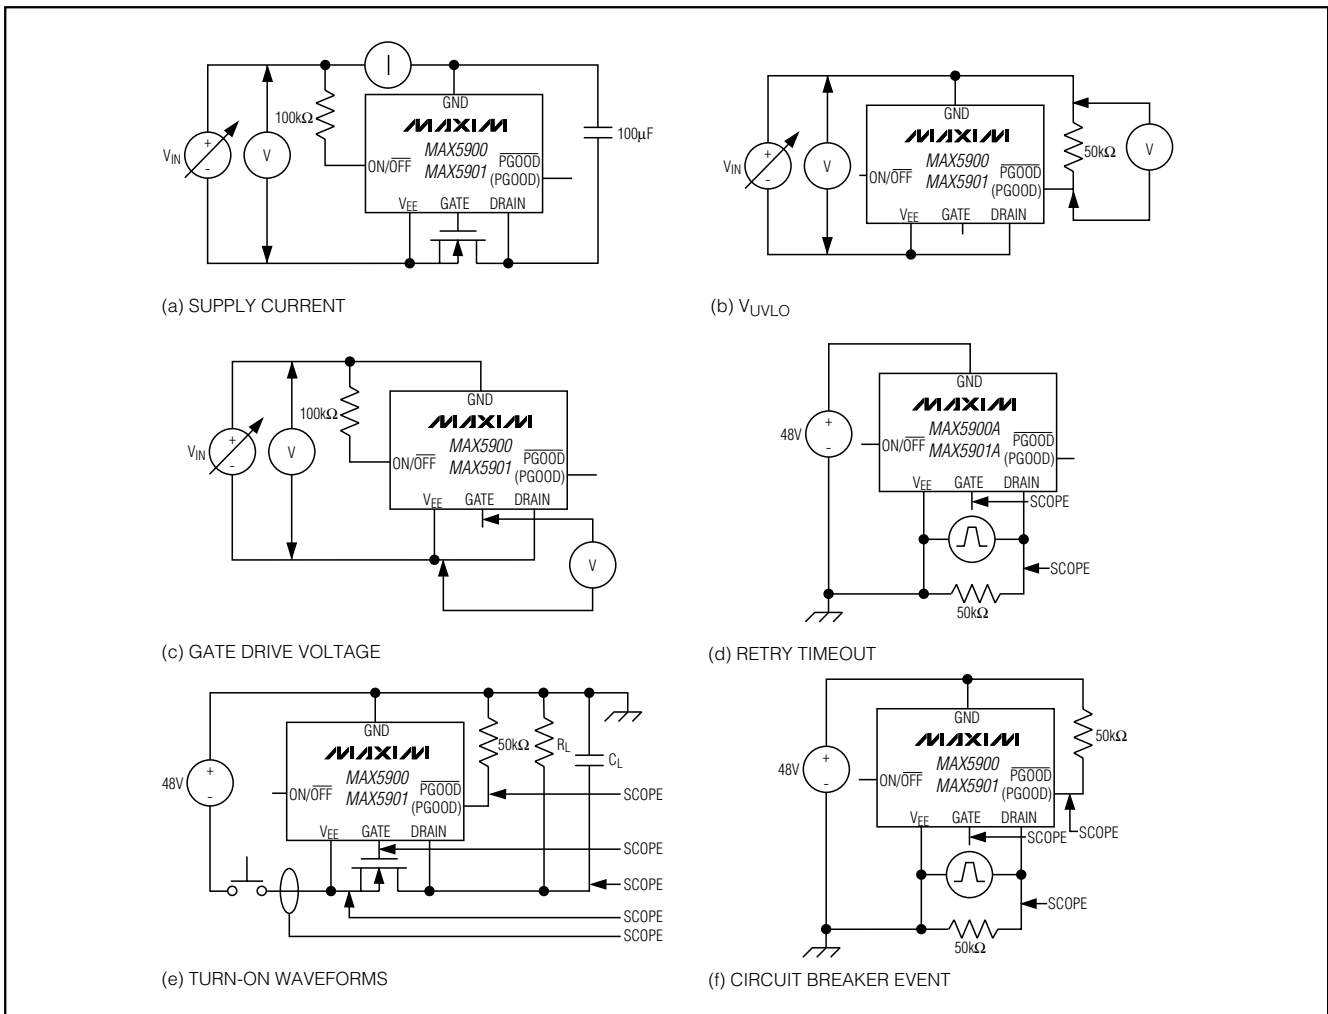 I
GND
100kΩ
MAXIM
MAX5900
MAX5901
VIN
+
-
V
ON/OFF
PGOOD
(PGOOD)
100µF
VEE GATE DRAIN
(a) SUPPLY CURRENT
GND
MAXIM
MAX5900
MAX5901
VIN
+
-
V
ON/OFF
PGOOD
(PGOOD)
50kΩ
V
VEE GATE DRAIN
(b) VUVLO
GND
100kΩ
MAXIM
MAX5900
MAX5901
VIN
+
-
V
ON/OFF
PGOOD
(PGOOD)
VEE GATE DRAIN
V
(c) GATE DRIVE VOLTAGE
GND
MAXIM
MAX5900A
MAX5901A
48V
+
-
ON/OFF
PGOOD
(PGOOD)
VEE GATE DRAIN
SCOPE
SCOPE
50kΩ
(d) RETRY TIMEOUT
GND
MAXIM
MAX5900
MAX5901
48V
+
-
ON/OFF
PGOOD
(PGOOD)
50kΩ
RL
CL
VEE GATE DRAIN
SCOPE
SCOPE
SCOPE
SCOPE
SCOPE
(e) TURN-ON WAVEFORMS
GND
MAXIM
MAX5900
MAX5901
48V
+
-
ON/OFF
PGOOD
(PGOOD)
50kΩ
VEE GATE DRAIN
SCOPE
SCOPE
SCOPE
50kΩ
(f) CIRCUIT BREAKER EVENT